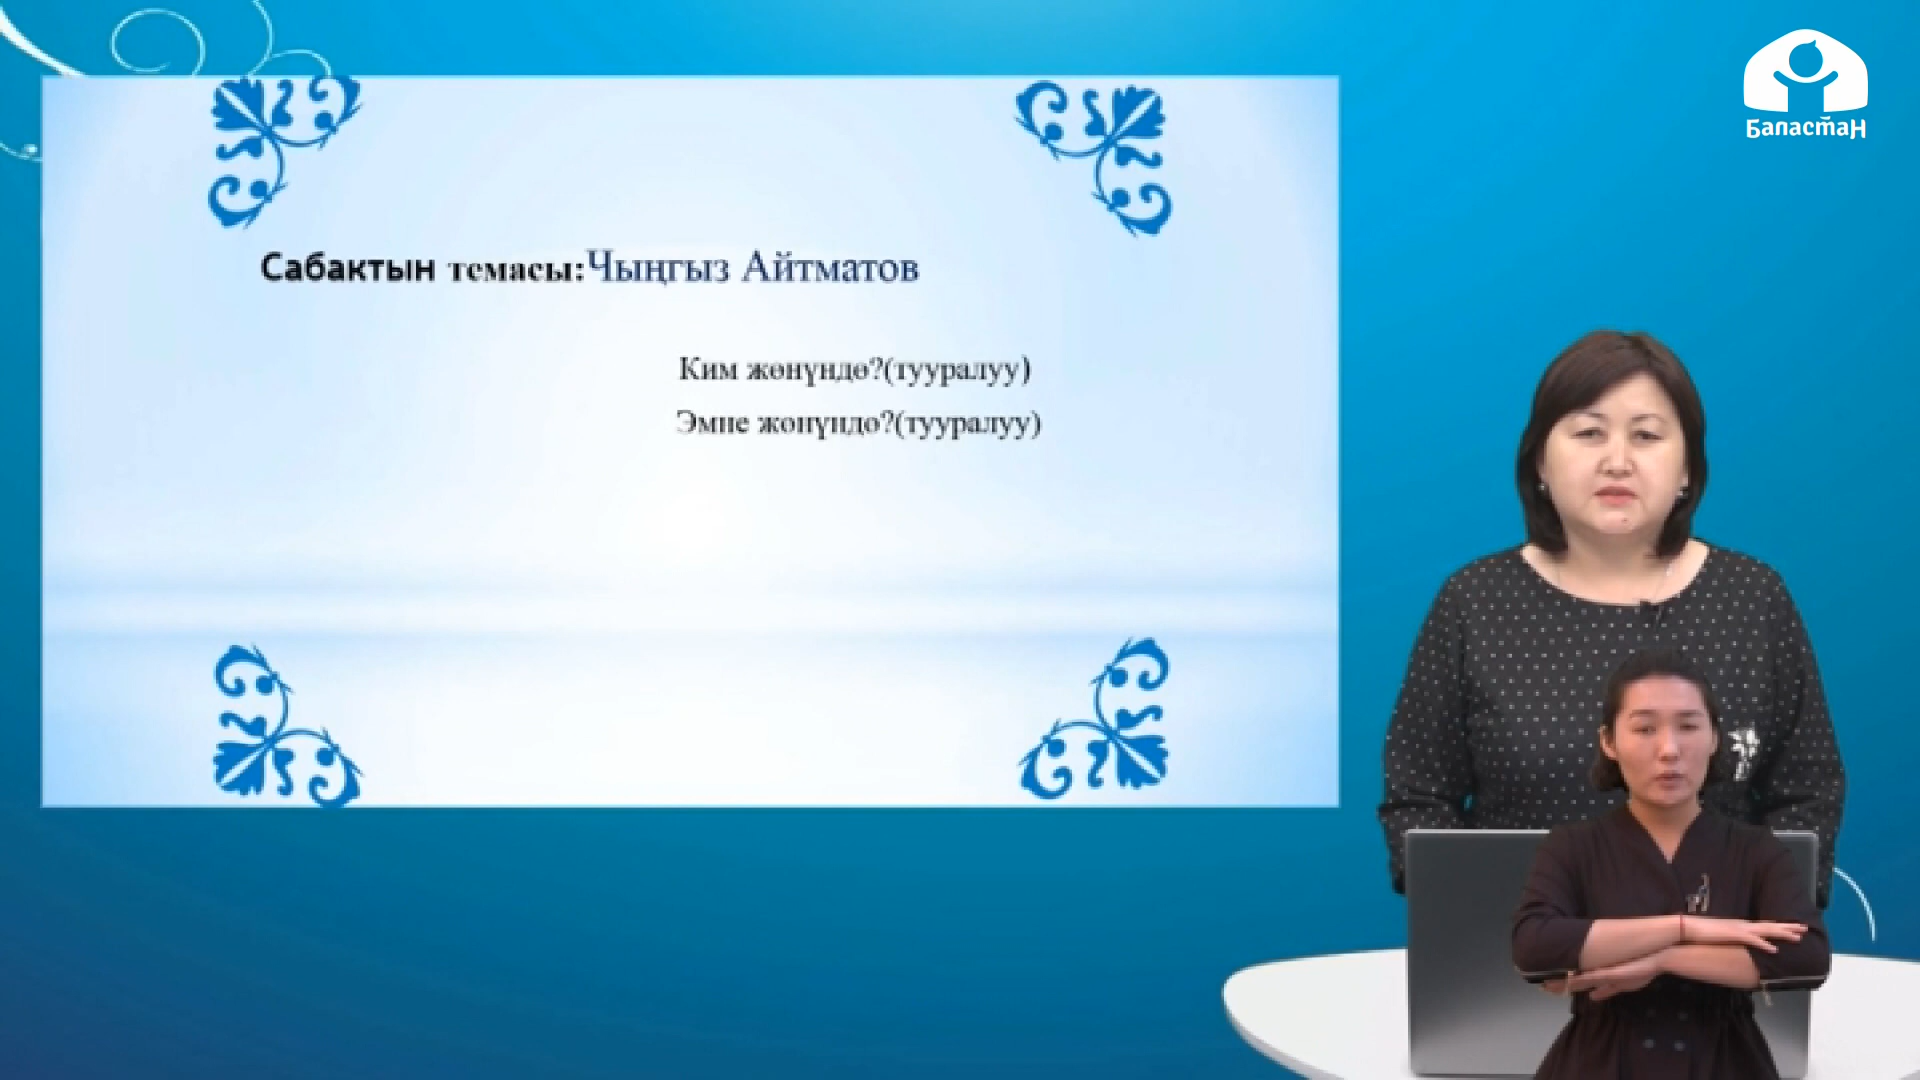 Баластан
Сабактын темасы:Чыңгыз Айтматов
Ким жөнүндө?(тууралуу)
Эмне жөнүндө?(тууралуу)